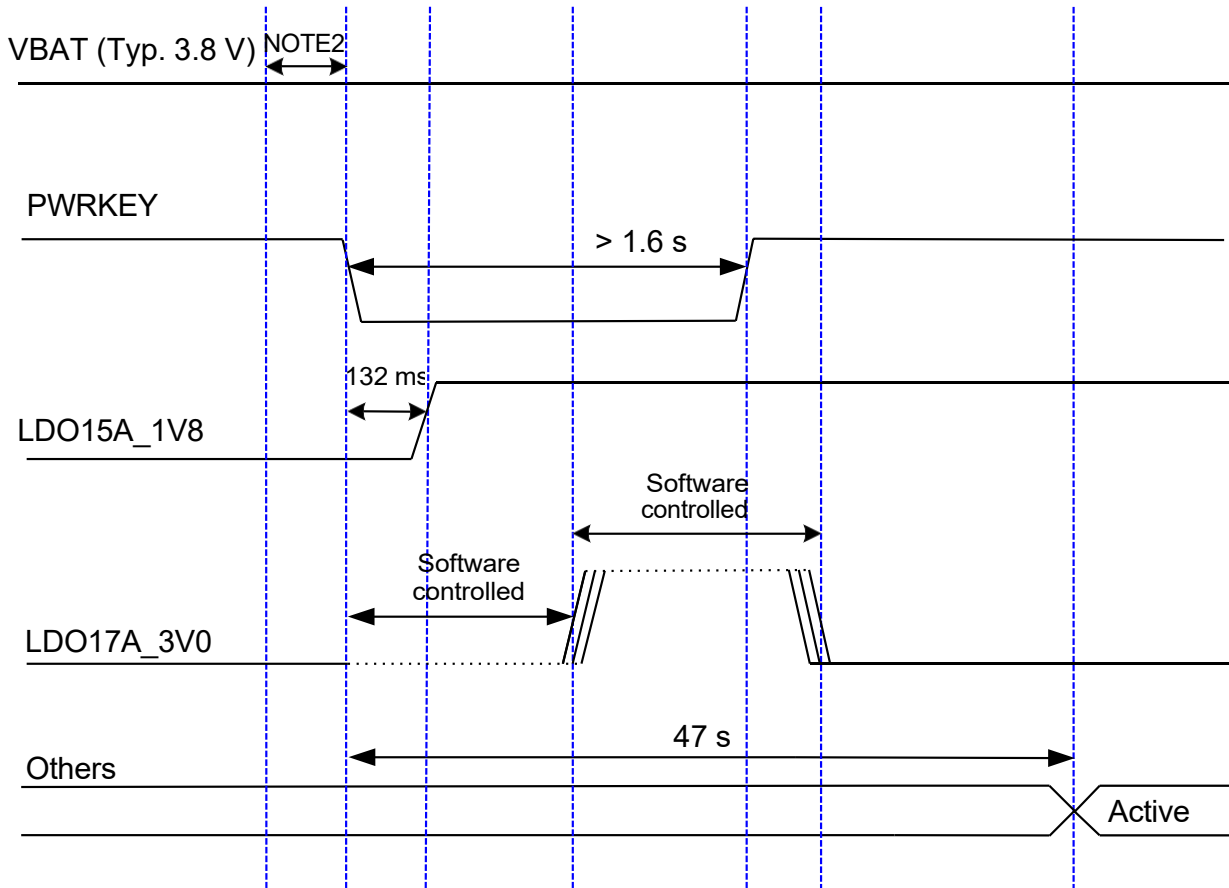 VBAT (Typ. 3.8 V)
NOTE2
PWRKEY
> 1.6 s
132 ms
LDO15A_1V8
Software
controlled
Software
controlled
LDO17A_3V0
47 s
Others
Active